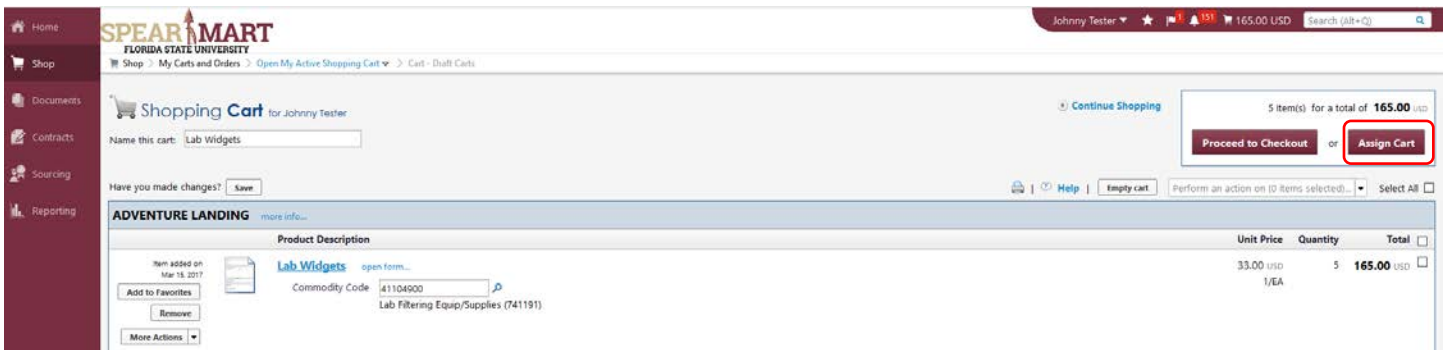 Home
SPEAR MART
FLORIDA STATE UNIVERSITY
Johnny Tester 1 151 165.00 USD Search (Alt+Q)
Shop
Shop > My Carts and Orders > Open My Active Shopping Cart > Cart - Draft Carts
Documents
Shopping Cart for Johnny Tester
Continue Shopping
5 item(s) for a total of 165.00 USD
Contracts
Name this cart: Lab Widgets
Proceed to Checkout or Assign Cart
Sourcing
Have you made changes? Save
| ? Help | Empty cart Perform an action on (0 items selected)... Select All
Reporting
ADVENTURE LANDING more info...
Product Description Unit Price Quantity Total
Item added on
Mar 15, 2017
Lab Widgets open form...
33.00 USD 5 165.00 USD
Add to Favorites
Commodity Code 41104900
1/EA
Lab Filtering Equip/Supplies (741191)
Remove
More Actions